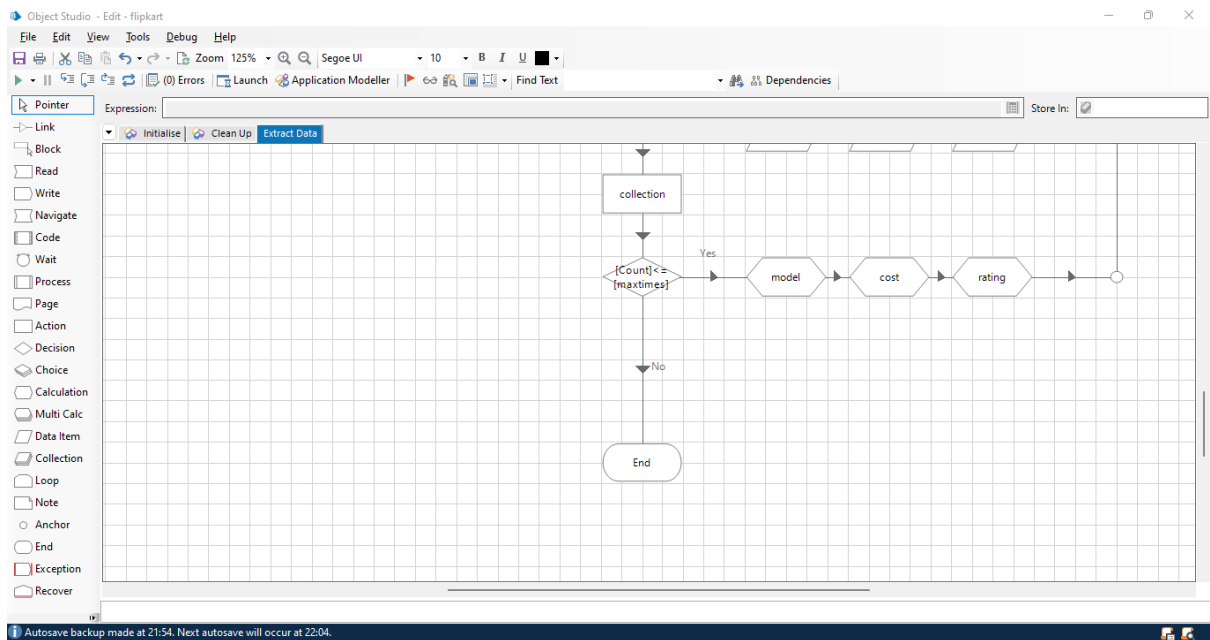 Object Studio - Edit - flipkart
File Edit View Tools Debug Help
Zoom 125% Segoe UI 10 B I U
(0) Errors Launch Application Modeller Find Text Dependencies
Pointer
Expression:
Store In:
Link
Initialise Clean Up Extract Data
Block
Read
Write
Navigate
Code
Wait
Process
Page
Action
Decision
Choice
Calculation
Multi Calc
Data Item
Collection
Loop
Note
Anchor
End
Exception
Recover
collection
Yes
[Count]<=
[maxtimes]
model
cost
rating
No
End
Autosave backup made at 21:54. Next autosave will occur at 22:04.